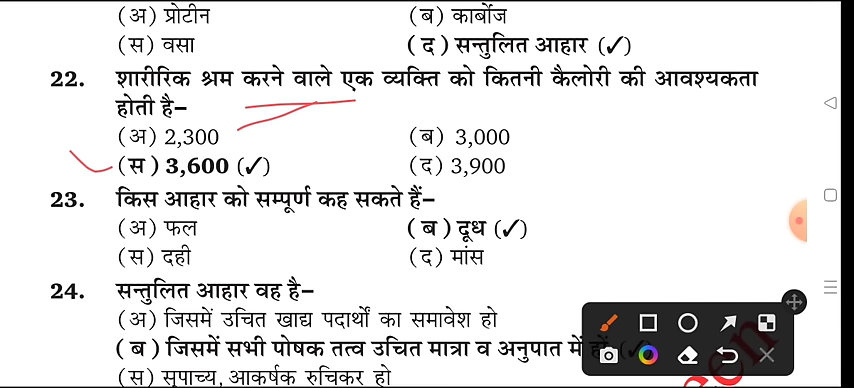 (अ) प्रोटीन (ब) कार्बोज
(स) वसा (द) सन्तुलित आहार (✓)
22. शारीरिक श्रम करने वाले एक व्यक्ति को कितनी कैलोरी की आवश्यकता
होती है–
(अ) 2,300 (ब) 3,000
(स) 3,600 (✓) (द) 3,900
23. किस आहार को सम्पूर्ण कह सकते हैं–
(अ) फल (ब) दूध (✓)
(स) दही (द) मांस
24. सन्तुलित आहार वह है–
(अ) जिसमें उचित खाद्य पदार्थों का समावेश हो
(ब) जिसमें सभी पोषक तत्व उचित मात्रा व अनुपात में
(स) सुपाच्य, आकर्षक रुचिकर हो